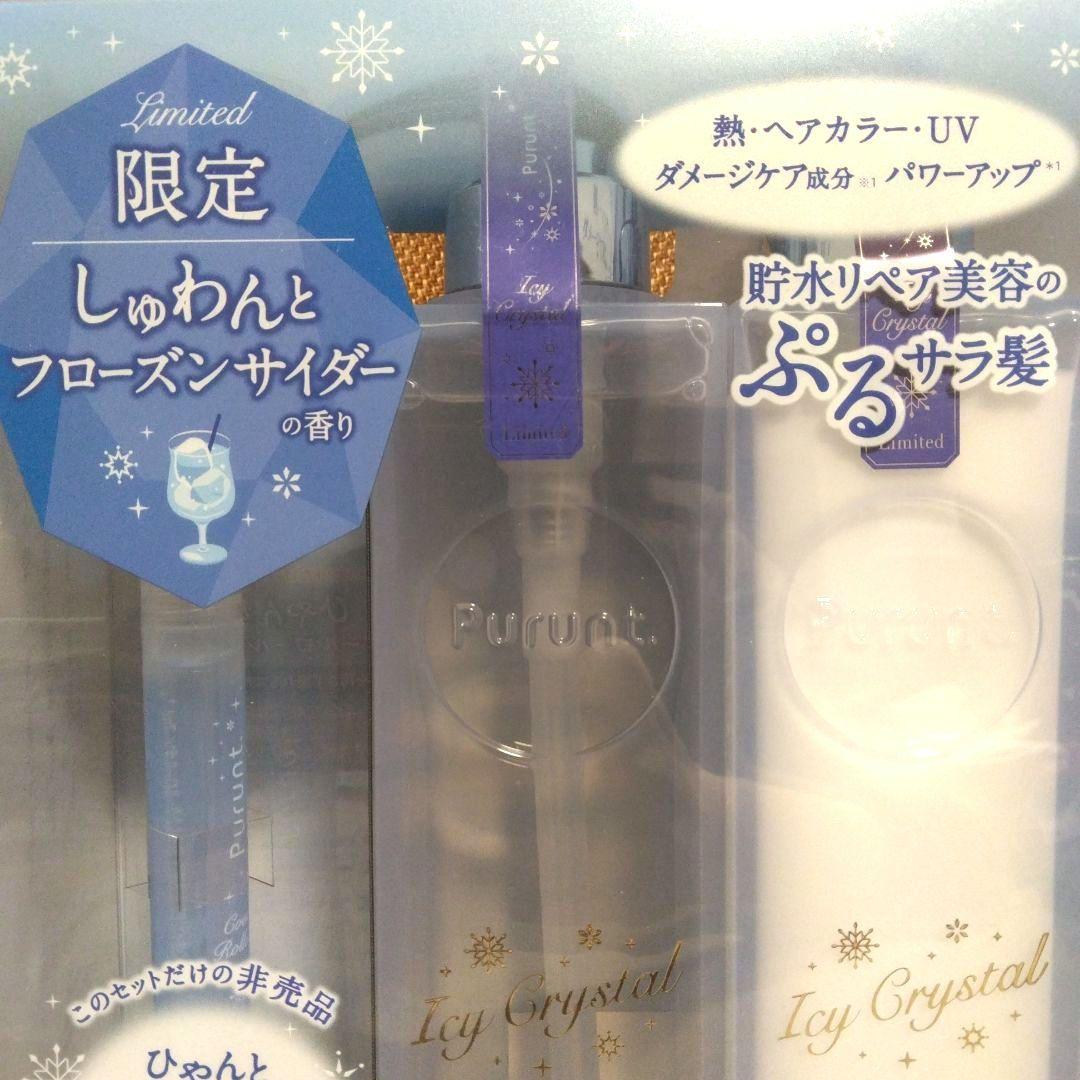 Limited
限定
しゅわんと
フローズンサイダー
の香り
熱・ヘアカラー・UV
ダメージケア成分※1 パワーアップ*1
貯水リペア美容の
ぷるサラ髪
Purunt.
Icy
Crystal
Limited
Crystal
Limited
Purunt.
Purunt.
Purunt.
Icy Crystal
Icy Crystal
このセットだけの非売品
ひゃんと